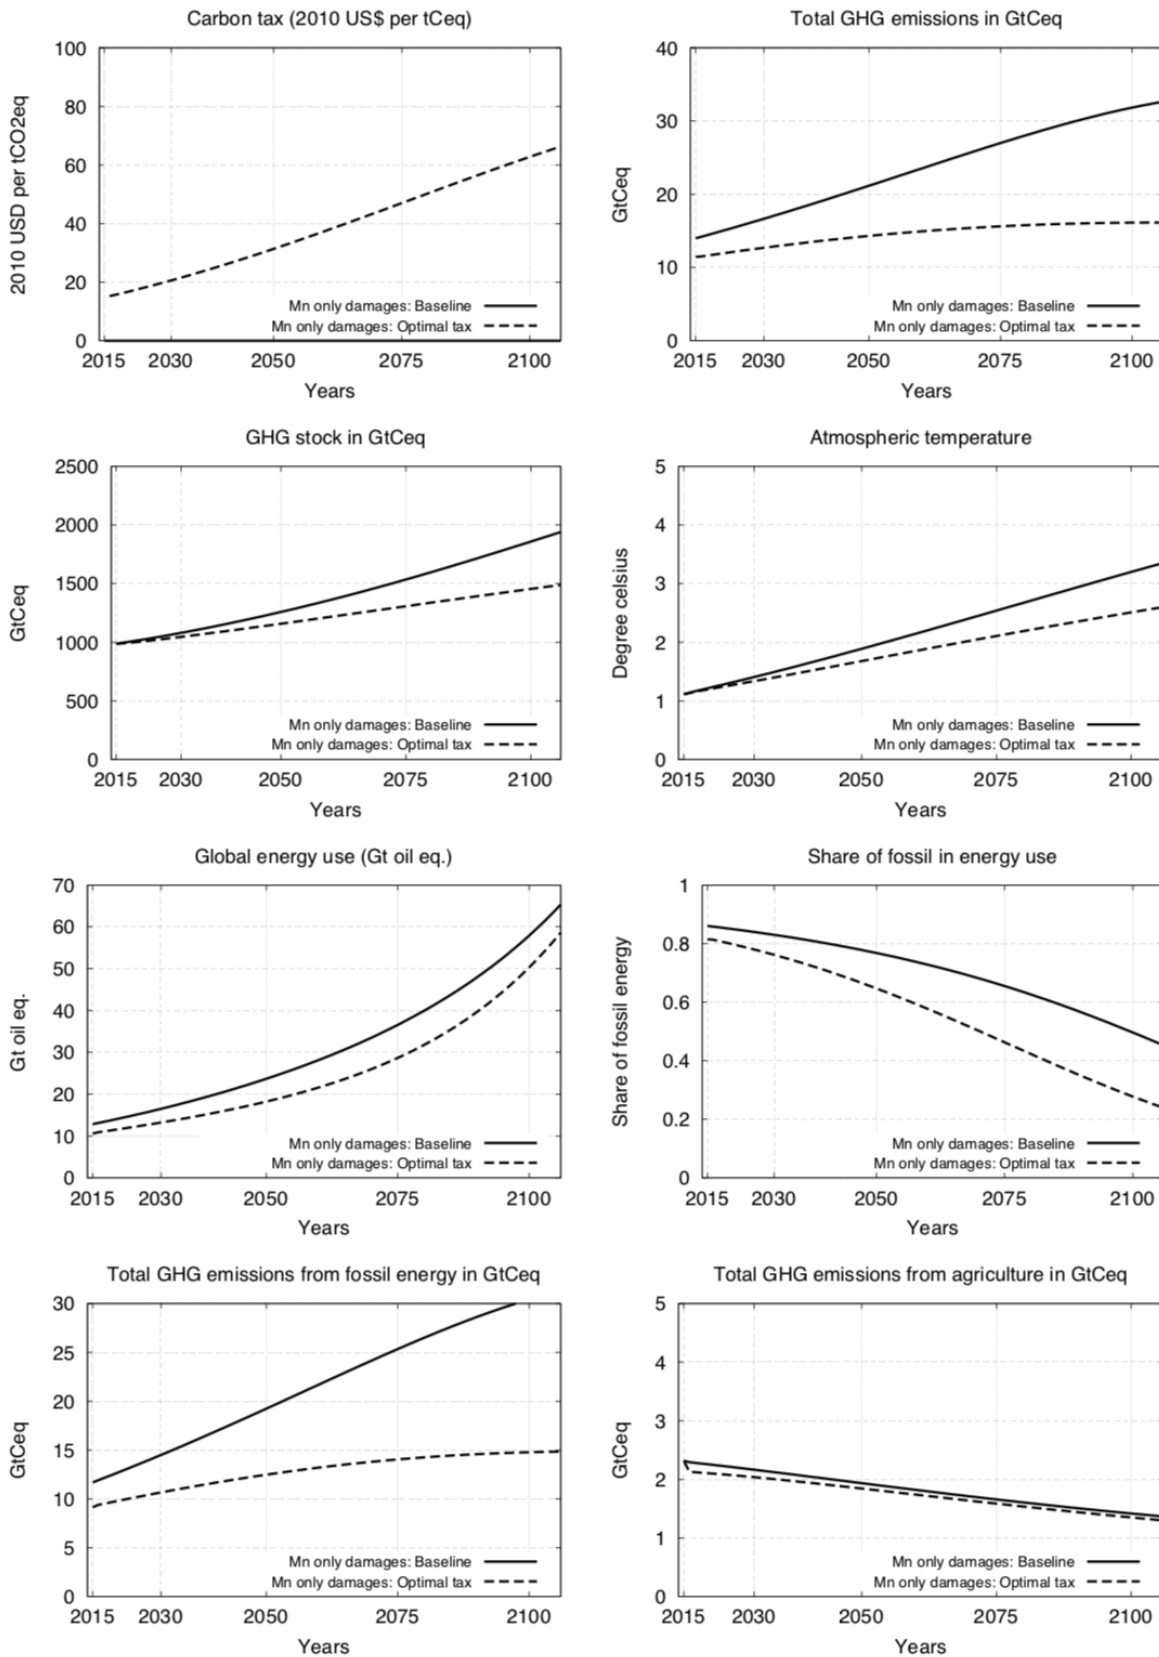 Carbon tax (2010 US$ per tCeq)
100
80
60
40
20
0
2010 USD per tCO2eq
Mn only damages: Baseline
Mn only damages: Optimal tax
2015 2030 2050 2075 2100
Years
Total GHG emissions in GtCeq
40
30
20
10
0
GtCeq
Mn only damages: Baseline
Mn only damages: Optimal tax
2015 2030 2050 2075 2100
Years
GHG stock in GtCeq
2500
2000
1500
1000
500
0
GtCeq
Mn only damages: Baseline
Mn only damages: Optimal tax
2015 2030 2050 2075 2100
Years
Atmospheric temperature
5
4
3
2
1
0
Degree celsius
Mn only damages: Baseline
Mn only damages: Optimal tax
2015 2030 2050 2075 2100
Years
Global energy use (Gt oil eq.)
70
60
50
40
30
20
10
0
Gt oil eq.
Mn only damages: Baseline
Mn only damages: Optimal tax
2015 2030 2050 2075 2100
Years
Share of fossil in energy use
1
0.8
0.6
0.4
0.2
0
Share of fossil energy
Mn only damages: Baseline
Mn only damages: Optimal tax
2015 2030 2050 2075 2100
Years
Total GHG emissions from fossil energy in GtCeq
30
25
20
15
10
5
0
GtCeq
Mn only damages: Baseline
Mn only damages: Optimal tax
2015 2030 2050 2075 2100
Years
Total GHG emissions from agriculture in GtCeq
5
4
3
2
1
0
GtCeq
Mn only damages: Baseline
Mn only damages: Optimal tax
2015 2030 2050 2075 2100
Years